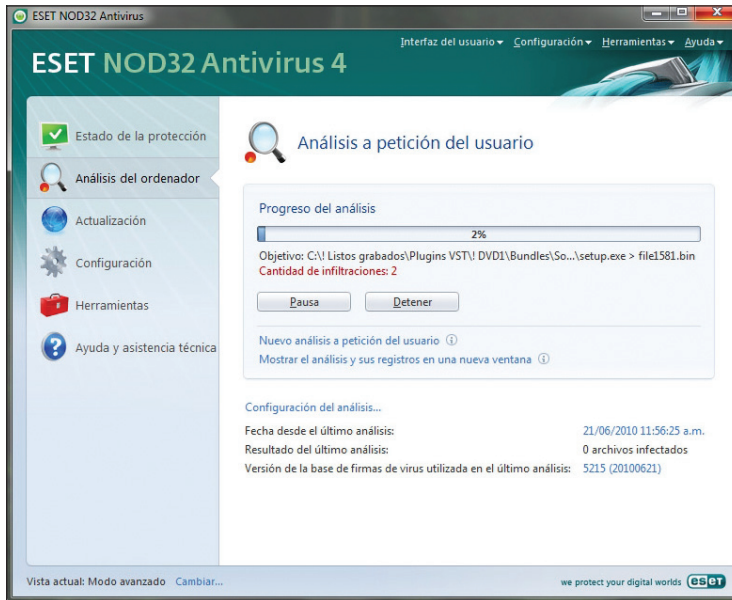 ESET NOD32 Antivirus
Interfaz del usuario Configuración Herramientas Ayuda
ESET NOD32 Antivirus 4
Estado de la protección
Análisis del ordenador
Actualización
Configuración
Herramientas
Ayuda y asistencia técnica
Análisis a petición del usuario
Progreso del análisis
2%
Objetivo: C:\! Listos grabados\Plugins VST\! DVD1\Bundles\So...\setup.exe > file1581.bin
Cantidad de infiltraciones: 2
Pausa Detener
Nuevo análisis a petición del usuario
Mostrar el análisis y sus registros en una nueva ventana
Configuración del análisis...
Fecha desde el último análisis: 21/06/2010 11:56:25 a.m.
Resultado del último análisis: 0 archivos infectados
Versión de la base de firmas de virus utilizada en el último análisis: 5215 (20100621)
Vista actual: Modo avanzado Cambiar...
we protect your digital worlds eset